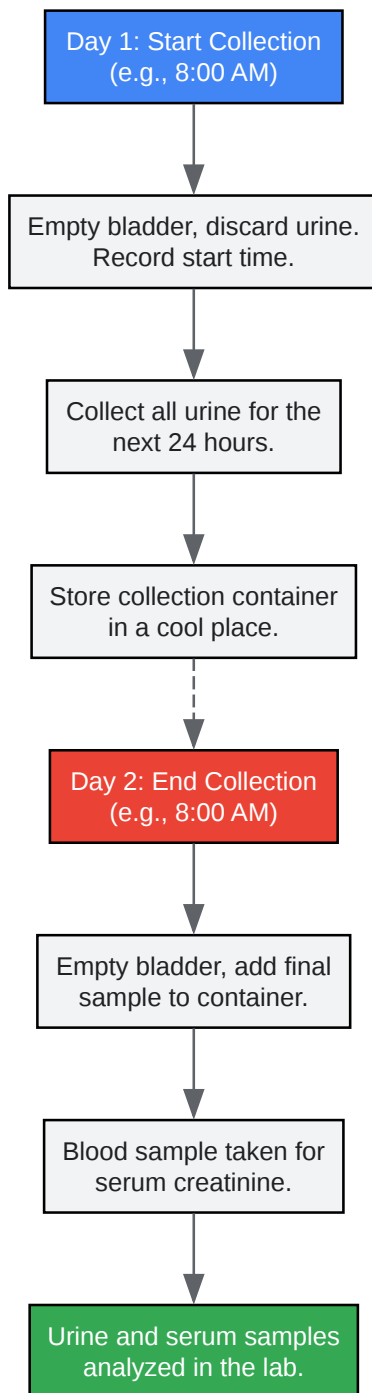 Day 1: Start Collection
(e.g., 8:00 AM)
Empty bladder, discard urine.
Record start time.
Collect all urine for the
next 24 hours.
Store collection container
in a cool place.
Day 2: End Collection
(e.g., 8:00 AM)
Empty bladder, add final
sample to container.
Blood sample taken for
serum creatinine.
Urine and serum samples
analyzed in the lab.